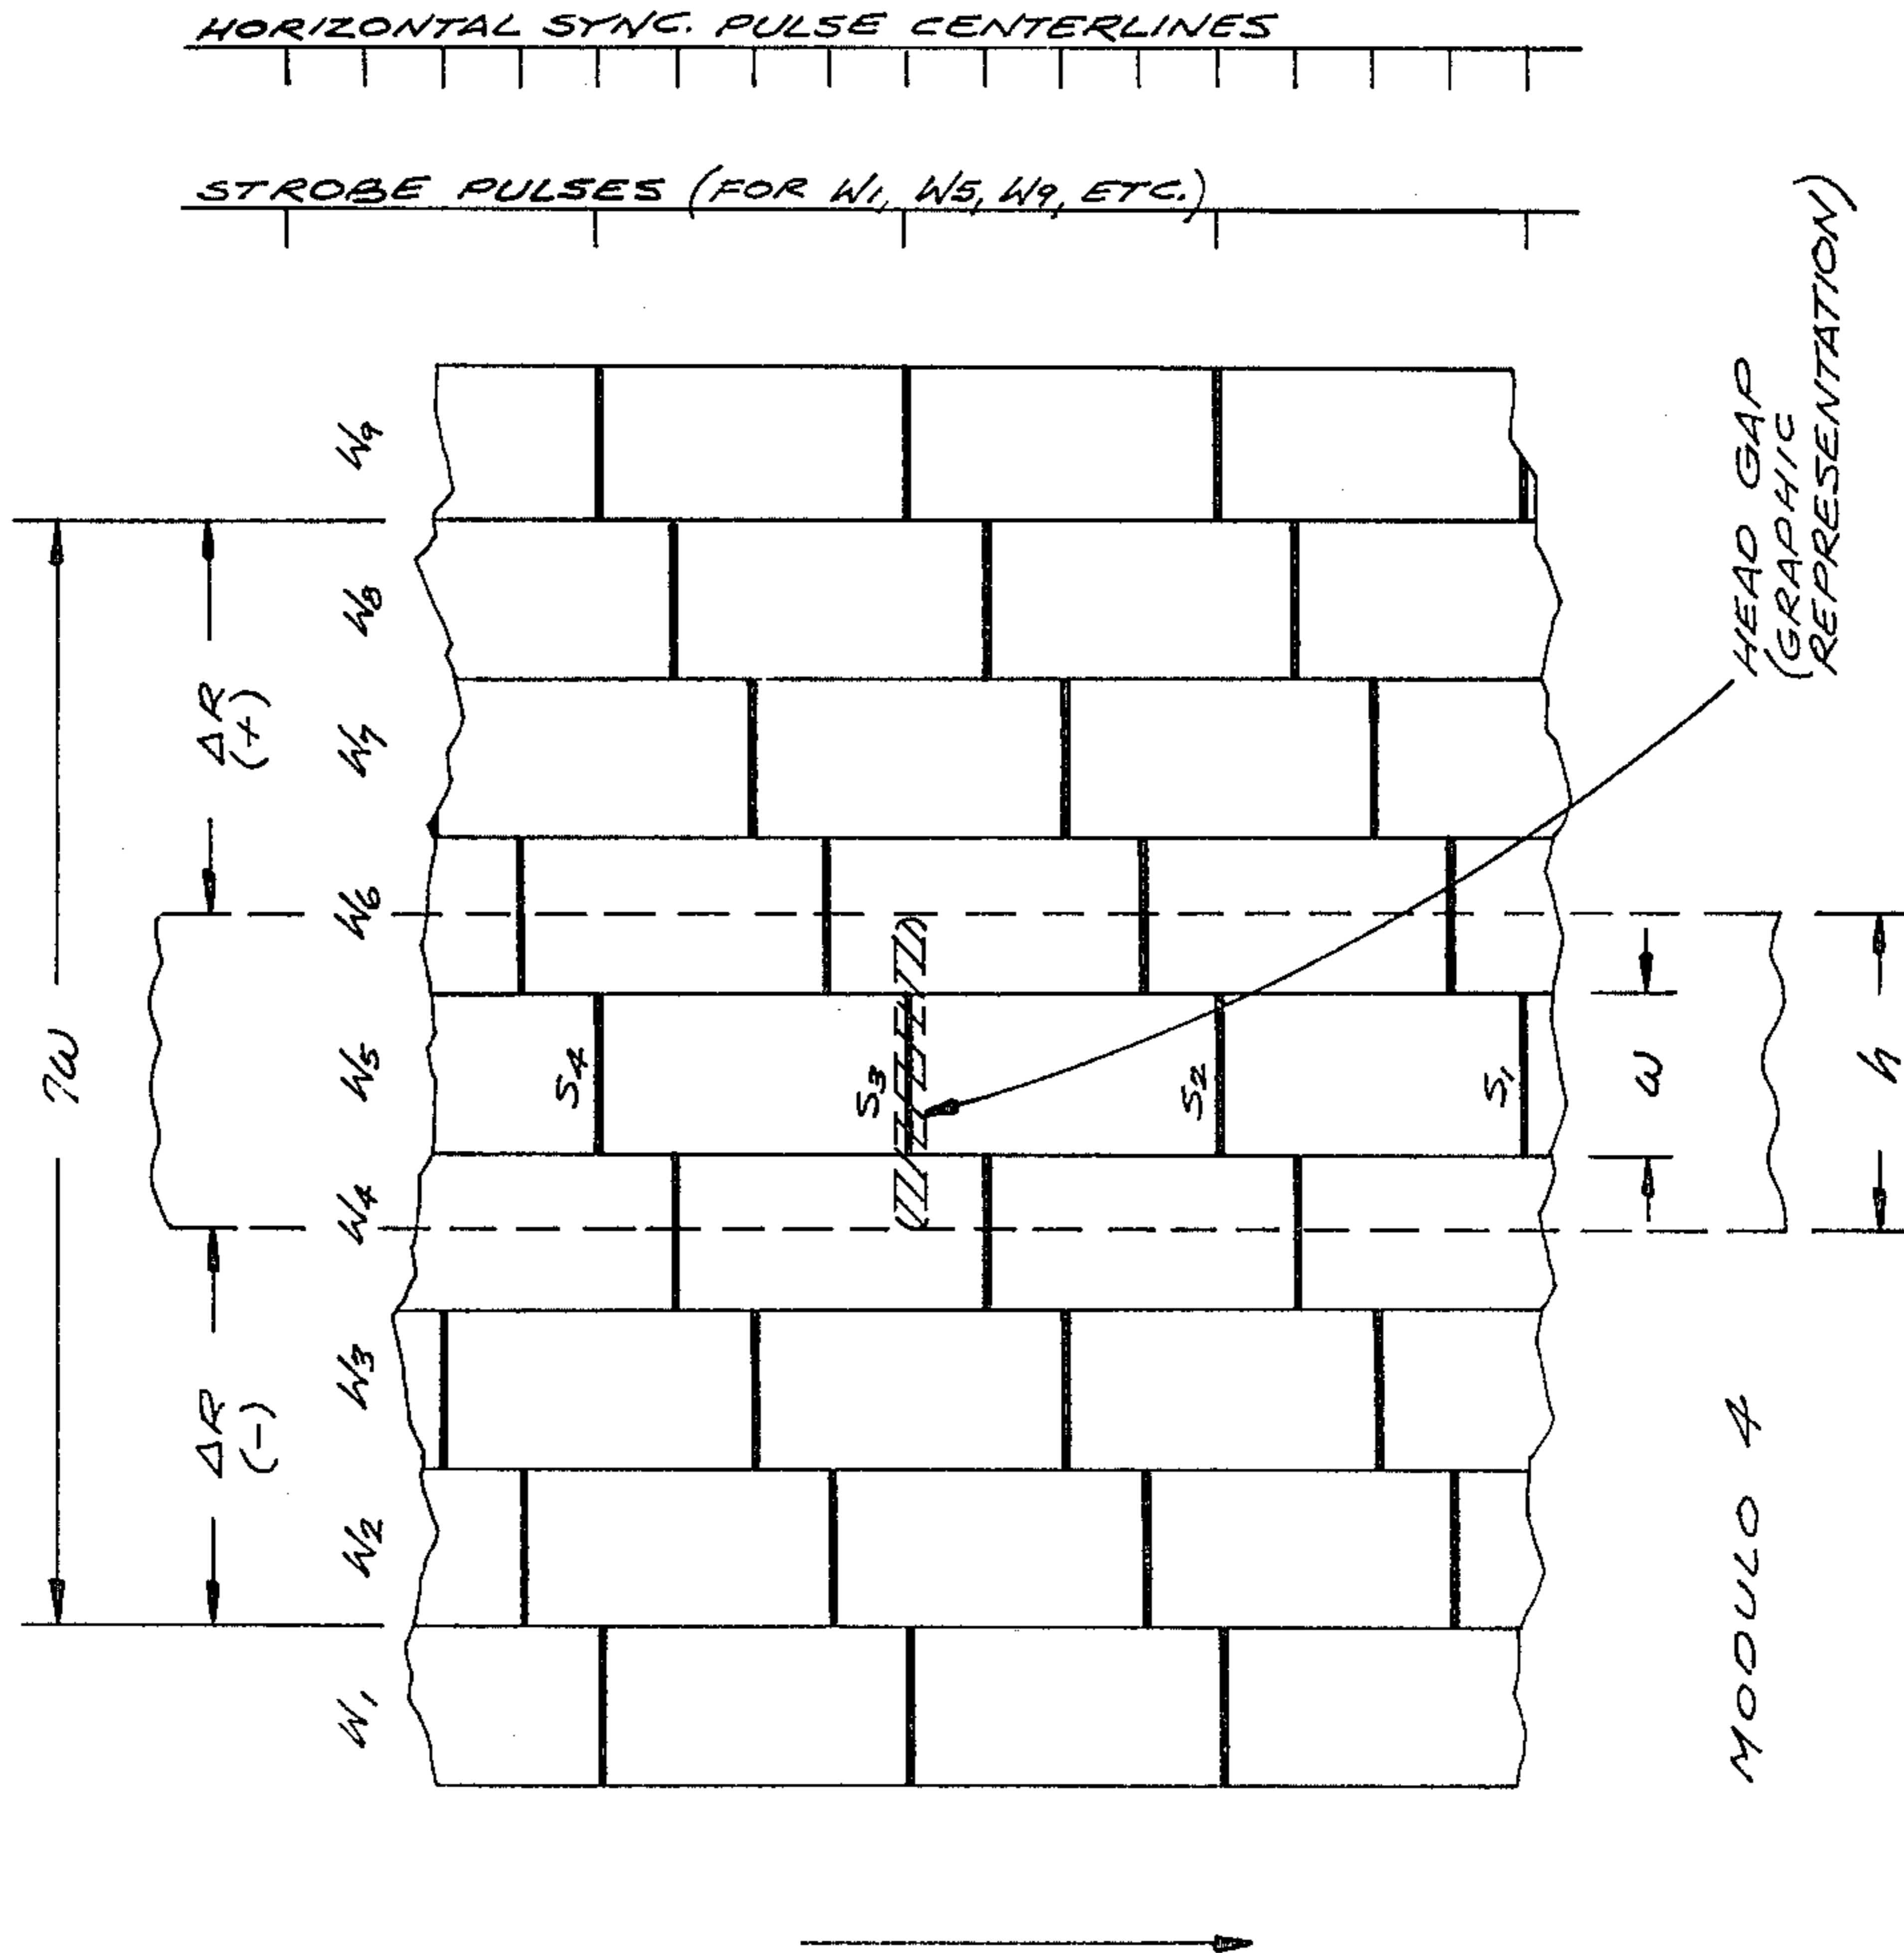 HORIZONTAL SYNC. PULSE CENTERLINES
STROBE PULSES (FOR W1, W5, W9, ETC.)
7W
ΔR
(+)
ΔR
(-)
W9
W8
W7
W6
W5
W4
W3
W2
W1
S4
S3
S2
S1
HEAD GAP
(GRAPHIC
REPRESENTATION)
W
h
MODULO 4